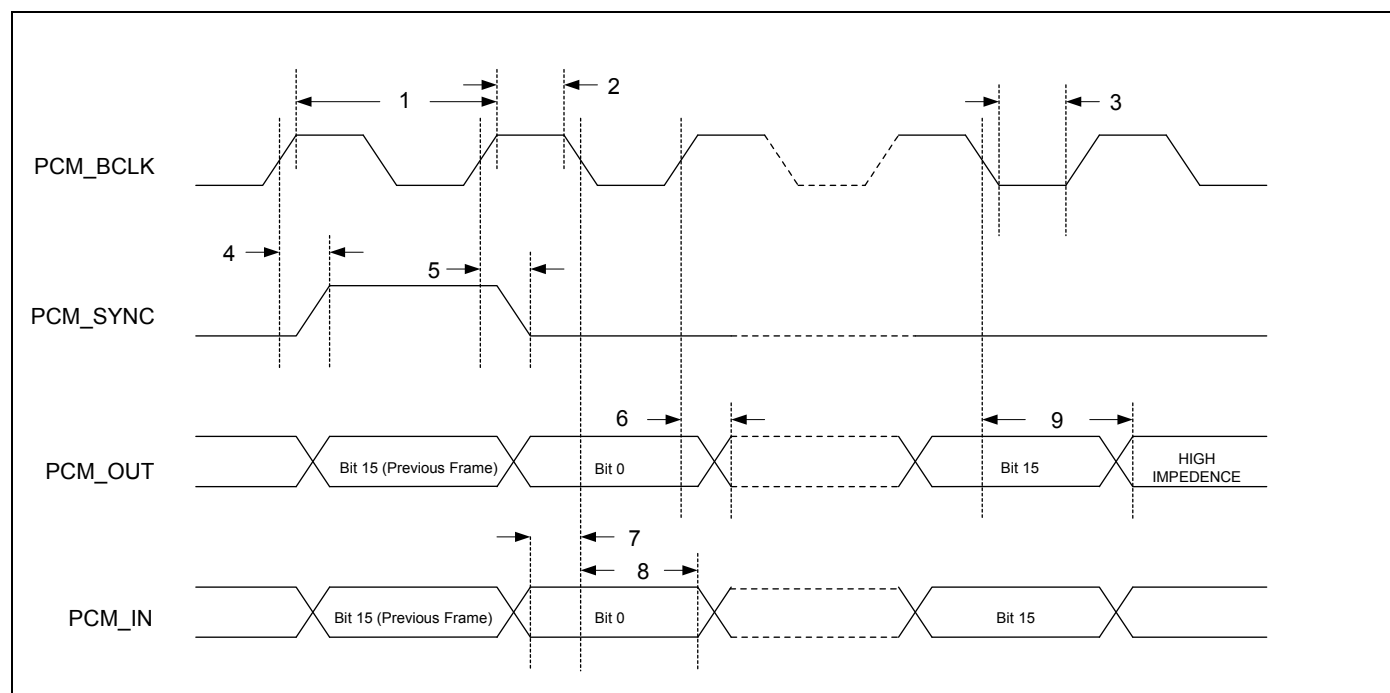 1
2
3
PCM_BCLK
4
5
PCM_SYNC
6
9
PCM_OUT
Bit 15 (Previous Frame)
Bit 0
Bit 15
HIGH
IMPEDENCE
7
8
PCM_IN
Bit 15 (Previous Frame)
Bit 0
Bit 15